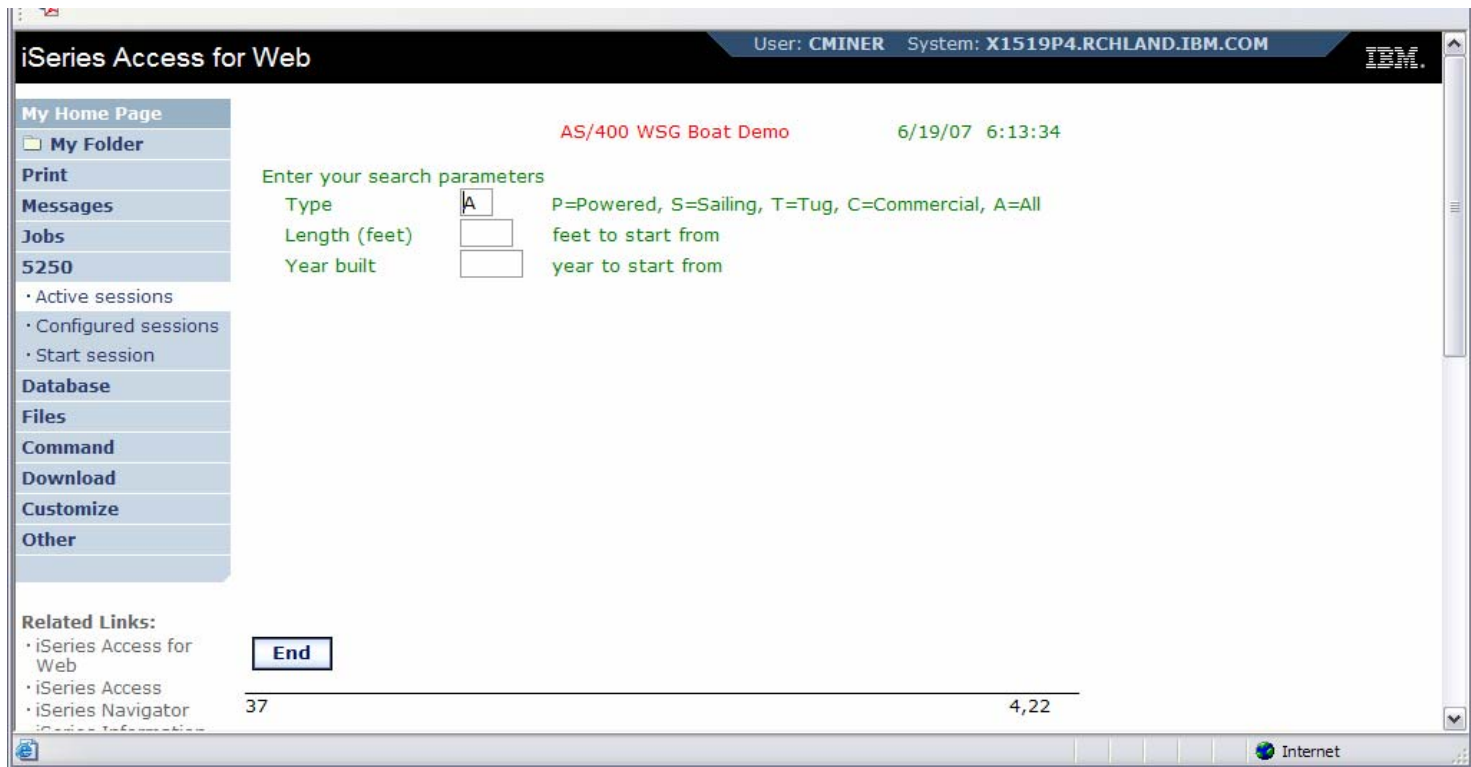 iSeries Access for Web
User: CMINER System: X1519P4.RCHLAND.IBM.COM
IBM.
My Home Page
My Folder
Print
Messages
Jobs
5250
· Active sessions
· Configured sessions
· Start session
Database
Files
Command
Download
Customize
Other
Related Links:
· iSeries Access for
Web
· iSeries Access
· iSeries Navigator
AS/400 WSG Boat Demo 6/19/07 6:13:34
Enter your search parameters
Type A P=Powered, S=Sailing, T=Tug, C=Commercial, A=All
Length (feet) feet to start from
Year built year to start from
End
37 4,22
Internet